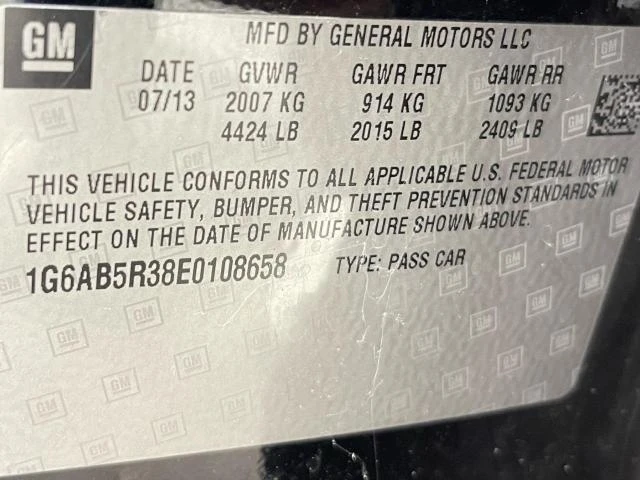 GM
MFD BY GENERAL MOTORS LLC
DATE GVWR GAWR FRT GAWR RR
07/13 2007 KG 914 KG 1093 KG
4424 LB 2015 LB 2409 LB
THIS VEHICLE CONFORMS TO ALL APPLICABLE U.S. FEDERAL MOTOR
VEHICLE SAFETY, BUMPER, AND THEFT PREVENTION STANDARDS IN
EFFECT ON THE DATE OF MANUFACTURE SHOWN ABOVE.
1G6AB5R38E0108658 TYPE: PASS CAR